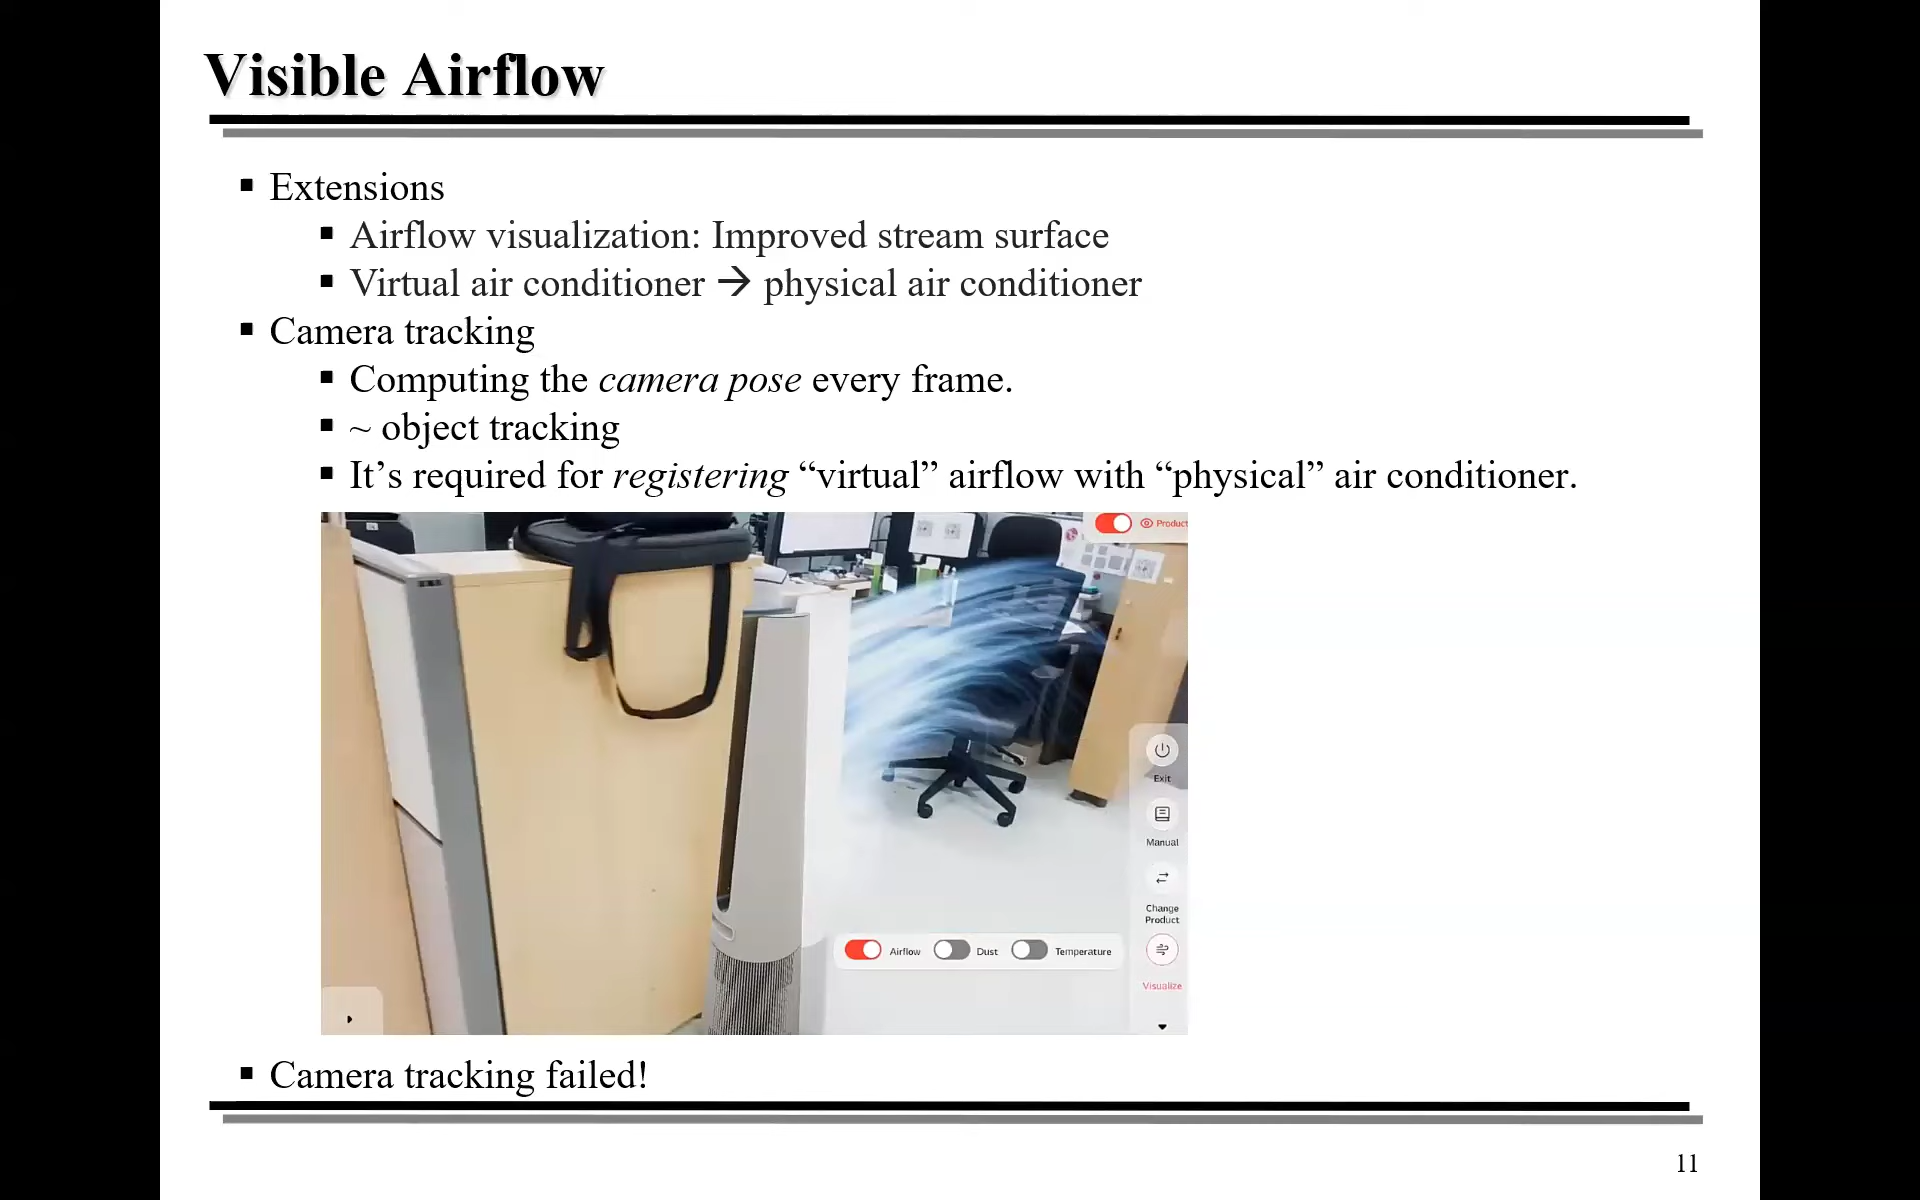 Visible Airflow
▪ Extensions
▪ Airflow visualization: Improved stream surface
▪ Virtual air conditioner → physical air conditioner
▪ Camera tracking
▪ Computing the camera pose every frame.
▪ ~ object tracking
▪ It’s required for registering “virtual” airflow with “physical” air conditioner.
Product
Exit
Manual
Change
Product
Airflow Dust Temperature
Visualize
▪ Camera tracking failed!
11